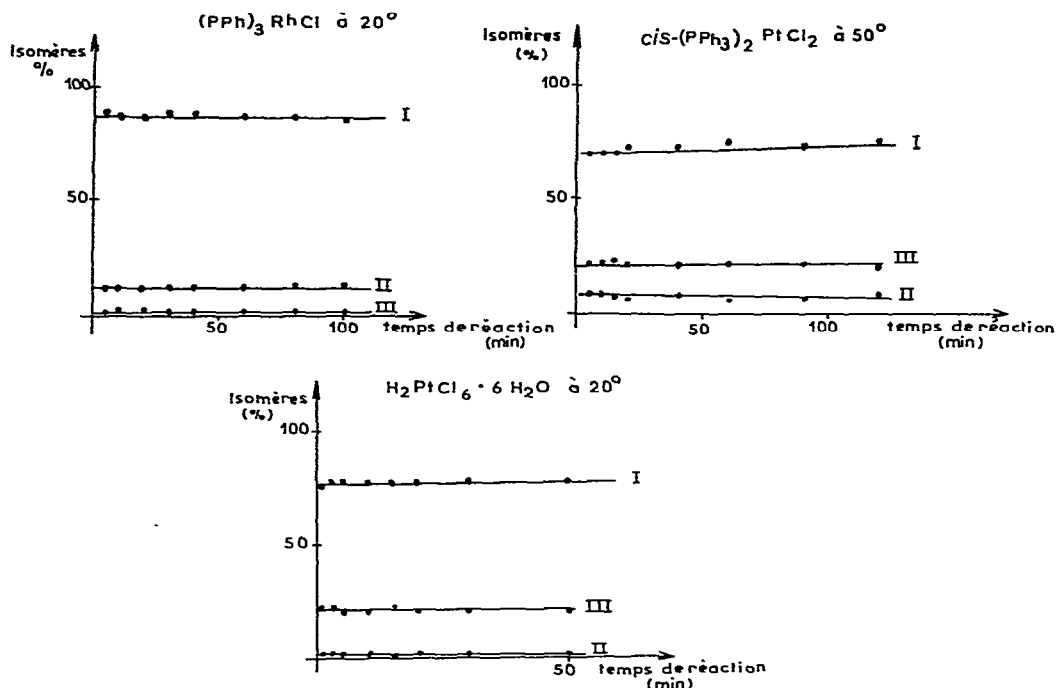 (PPh)3 RhCl à 20°
Isomères
%
100
50
I
II
III
50
100
temps de réaction
(min)
cis-(PPh3)2 PtCl2 à 50°
Isomères
(%)
100
50
I
III
II
50
100
temps de réaction
(min)
H2PtCl6 · 6 H2O à 20°
Isomères
(%)
100
50
I
III
II
50
temps de réaction
(min)